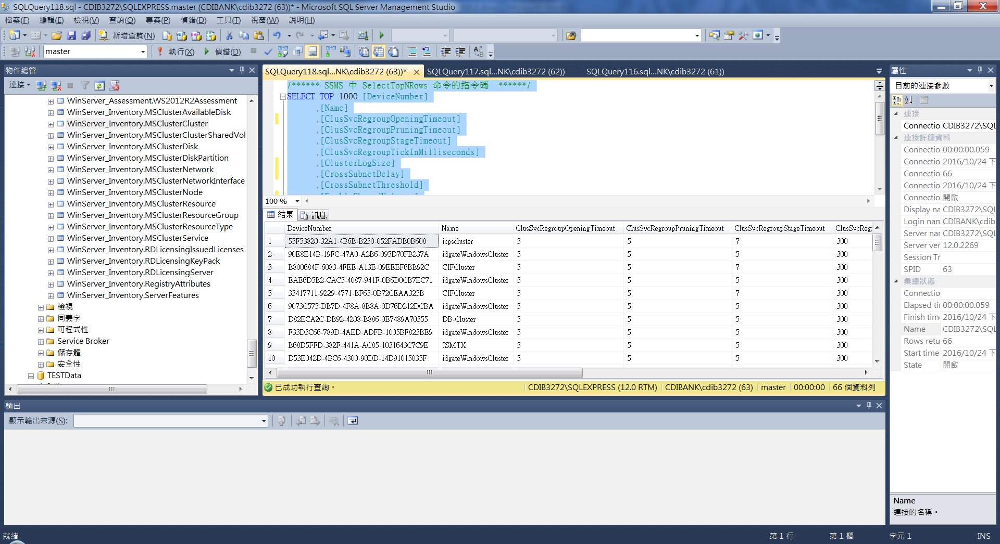 SQLQuery118.sql - CDIB3272\SQLEXPRESS.master (CDIBANK\cdib3272 (63))* - Microsoft SQL Server Management Studio
檔案(F) 編輯(E) 檢視(V) 查詢(Q) 專案(P) 偵錯(D) 工具(T) 視窗(W) 說明(H)
新增查詢(N)
master 執行(X) 偵錯(D)
物件總管
連接
WinServer_Assessment.WS2012R2Assessment
WinServer_Inventory.MSClusterAvailableDisk
WinServer_Inventory.MSClusterCluster
WinServer_Inventory.MSClusterClusterSharedVol
WinServer_Inventory.MSClusterDisk
WinServer_Inventory.MSClusterDiskPartition
WinServer_Inventory.MSClusterNetwork
WinServer_Inventory.MSClusterNetworkInterface
WinServer_Inventory.MSClusterNode
WinServer_Inventory.MSClusterResource
WinServer_Inventory.MSClusterResourceGroup
WinServer_Inventory.MSClusterResourceType
WinServer_Inventory.MSClusterService
WinServer_Inventory.RDLicensingIssuedLicenses
WinServer_Inventory.RDLicensingKeyPack
WinServer_Inventory.RDLicensingServer
WinServer_Inventory.RegistryAttributes
WinServer_Inventory.ServerFeatures
檢視
同義字
可程式性
Service Broker
儲存體
安全性
TESTData
SQLQuery118.sql...NK\cdib3272 (63))* SQLQuery117.sql...NK\cdib3272 (62)) SQLQuery116.sql...NK\cdib3272 (61))
/****** SSMS 中 SelectTopNRows 命令的指令碼 ******/
SELECT TOP 1000 [DeviceNumber]
,[Name]
,[ClusSvcRegroupOpeningTimeout]
,[ClusSvcRegroupPruningTimeout]
,[ClusSvcRegroupStageTimeout]
,[ClusSvcRegroupTickInMilliseconds]
,[ClusterLogSize]
,[CrossSubnetDelay]
,[CrossSubnetThreshold]
100 %
結果 訊息
DeviceNumber Name ClusSvcRegroupOpeningTimeout ClusSvcRegroupPruningTimeout ClusSvcRegroupStageTimeout ClusSvcReg
1 55F53820-32A1-4B6B-B230-052FADB0B608 icpscluster 5 5 7 300
2 90E8E14B-19FC-47A0-A2B6-095D70FB237A idgateWindowsCluster 5 5 5 300
3 B800684F-6083-4FEE-A13E-09EEEF6BB92C CIFCluster 5 5 7 300
4 EAE6D5B2-CAC5-4087-941F-0B6D0CB7EC71 idgateWindowsCluster 5 5 5 300
5 33417711-9229-4771-BF65-0B72CEAA325B CIFCluster 5 5 7 300
6 9073C575-DB7D-4F8A-8B8A-0D76D212DCBA idgateWindowsCluster 5 5 5 300
7 D82ECA2C-DB92-4208-B886-0E7489A70355 DB-Cluster 5 5 5 300
8 F33D3C66-789D-4AED-ADFB-1005BF823BE9 idgateWindowsCluster 5 5 5 300
9 B68D5FFD-382F-441A-AC85-1031643C7C9E JSMTX 5 5 5 300
10 D53E042D-4BC6-4300-90DD-14D91015035F idgateWindowsCluster 5 5 5 300
已成功執行查詢。 CDIB3272\SQLEXPRESS (12.0 RTM) CDIBANK\cdib3272 (63) master 00:00:00 66 個資料列
屬性
目前的連接參數
連接
Connectio CDIB3272\SQL
連接詳細資料
Connectio 00:00:00.059
Connectio 2016/10/24 下
Connectio 66
Connectio 2016/10/24 下
Connectio 開啟
Display na CDIB3272\SQL
Login nam CDIBANK\cdib
Server nar CDIB3272\SQL
Server ver 12.0.2269
Session Tr
SPID 63
彙總狀態
Connectio
Elapsed ti 00:00:00.059
Finish time 2016/10/24 下
Name CDIB3272\SQL
Rows retu 66
Start time 2016/10/24 下
State 開啟
Name
連接的名稱。
輸出
顯示輸出來源(S):
就緒 第 1 行 第 1 欄 字元 1 INS